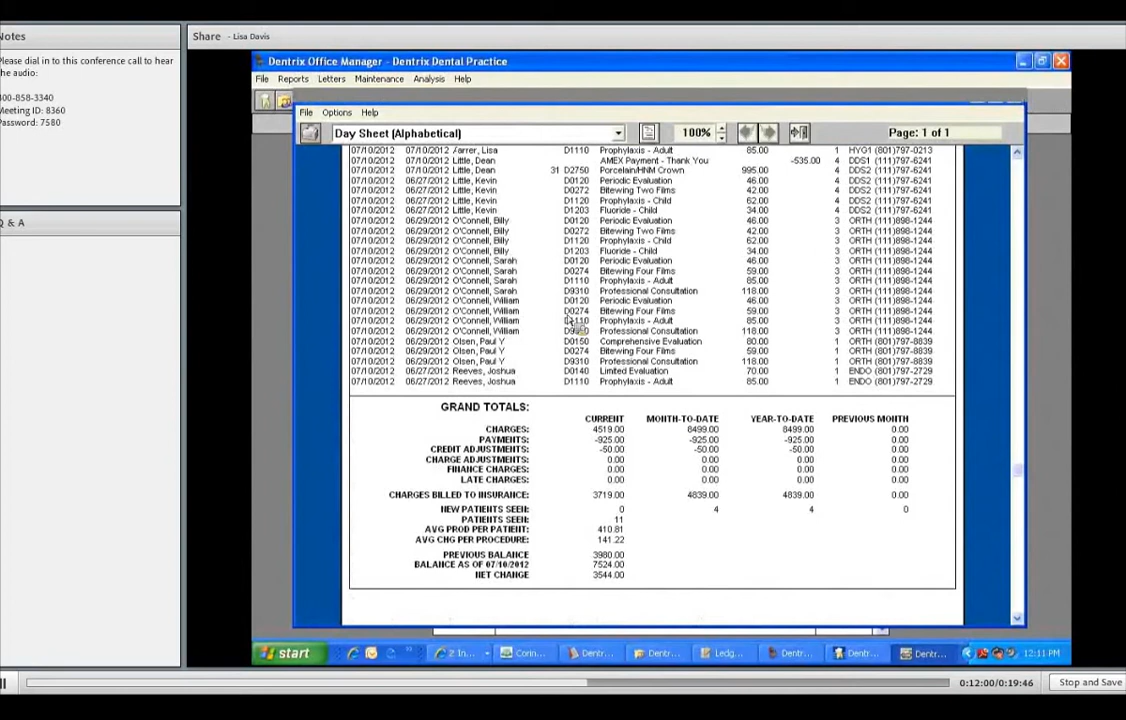 Notes
Share - Lisa Davis
Please dial in to this conference call to hear
the audio:
800-858-3340
Meeting ID: 8360
Password: 7580
Q & A
Dentrix Office Manager - Dentrix Dental Practice
File Reports Letters Maintenance Analysis Help
File Options Help
Day Sheet (Alphabetical) 100% Page: 1 of 1
07/10/2012 07/10/2012 Farrer, Lisa D1110 Prophylaxis - Adult 85.00 1 HYG1 (801)797-0213
07/10/2012 07/10/2012 Little, Dean AMEX Payment - Thank You -535.00 4 DDS1 (111)797-6241
07/10/2012 07/10/2012 Little, Dean 31 D2750 Porcelain/HNM Crown 995.00 4 DDS2 (111)797-6241
07/10/2012 06/27/2012 Little, Kevin D0120 Periodic Evaluation 46.00 4 DDS2 (111)797-6241
07/10/2012 06/27/2012 Little, Kevin D0272 Bitewing Two Films 42.00 4 DDS2 (111)797-6241
07/10/2012 06/27/2012 Little, Kevin D1120 Prophylaxis - Child 62.00 4 DDS2 (111)797-6241
07/10/2012 06/27/2012 Little, Kevin D1203 Fluoride - Child 34.00 4 DDS2 (111)797-6241
07/10/2012 06/29/2012 O'Connell, Billy D0120 Periodic Evaluation 46.00 3 ORTH (111)898-1244
07/10/2012 06/29/2012 O'Connell, Billy D0272 Bitewing Two Films 42.00 3 ORTH (111)898-1244
07/10/2012 06/29/2012 O'Connell, Billy D1120 Prophylaxis - Child 62.00 3 ORTH (111)898-1244
07/10/2012 06/29/2012 O'Connell, Billy D1203 Fluoride - Child 34.00 3 ORTH (111)898-1244
07/10/2012 06/29/2012 O'Connell, Sarah D0120 Periodic Evaluation 46.00 3 ORTH (111)898-1244
07/10/2012 06/29/2012 O'Connell, Sarah D0274 Bitewing Four Films 59.00 3 ORTH (111)898-1244
07/10/2012 06/29/2012 O'Connell, Sarah D1110 Prophylaxis - Adult 85.00 3 ORTH (111)898-1244
07/10/2012 06/29/2012 O'Connell, Sarah D9310 Professional Consultation 118.00 3 ORTH (111)898-1244
07/10/2012 06/29/2012 O'Connell, William D0120 Periodic Evaluation 46.00 3 ORTH (111)898-1244
07/10/2012 06/29/2012 O'Connell, William D0274 Bitewing Four Films 59.00 3 ORTH (111)898-1244
07/10/2012 06/29/2012 O'Connell, William D1110 Prophylaxis - Adult 85.00 3 ORTH (111)898-1244
07/10/2012 06/29/2012 O'Connell, William Professional Consultation 118.00 3 ORTH (111)898-1244
07/10/2012 06/27/2012 Olsen, Paul Y D0150 Comprehensive Evaluation 80.00 1 ORTH (801)797-8839
07/10/2012 06/27/2012 Olsen, Paul Y D0274 Bitewing Four Films 59.00 1 ORTH (801)797-8839
07/10/2012 06/27/2012 Olsen, Paul Y D9310 Professional Consultation 118.00 1 ORTH (801)797-8839
07/10/2012 06/27/2012 Reeves, Joshua D0140 Limited Evaluation 70.00 1 ENDO (801)797-2729
07/10/2012 06/27/2012 Reeves, Joshua D1110 Prophylaxis - Adult 85.00 1 ENDO (801)797-2729
GRAND TOTALS:
CURRENT MONTH-TO-DATE YEAR-TO-DATE PREVIOUS MONTH
CHARGES: 4519.00 8499.00 8499.00 0.00
PAYMENTS: -925.00 -925.00 -925.00 0.00
CREDIT ADJUSTMENTS: -50.00 -50.00 -50.00 0.00
CHARGE ADJUSTMENTS: 0.00 0.00 0.00 0.00
FINANCE CHARGES: 0.00 0.00 0.00 0.00
LATE CHARGES: 0.00 0.00 0.00 0.00
CHARGES BILLED TO INSURANCE: 3719.00 4839.00 4839.00 0.00
NEW PATIENTS SEEN: 0 4 4 0
PATIENTS SEEN: 11
AVG PROD PER PATIENT: 410.81
AVG CHG PER PROCEDURE: 141.22
PREVIOUS BALANCE 3980.00
BALANCE AS OF 07/10/2012 7524.00
NET CHANGE 3544.00
start 2 In... Corin... Dentr... Dentr... Ledg... Dentr... Dentr... Dentr... 12:11 PM
0:12:00/0:19:46 Stop and Save